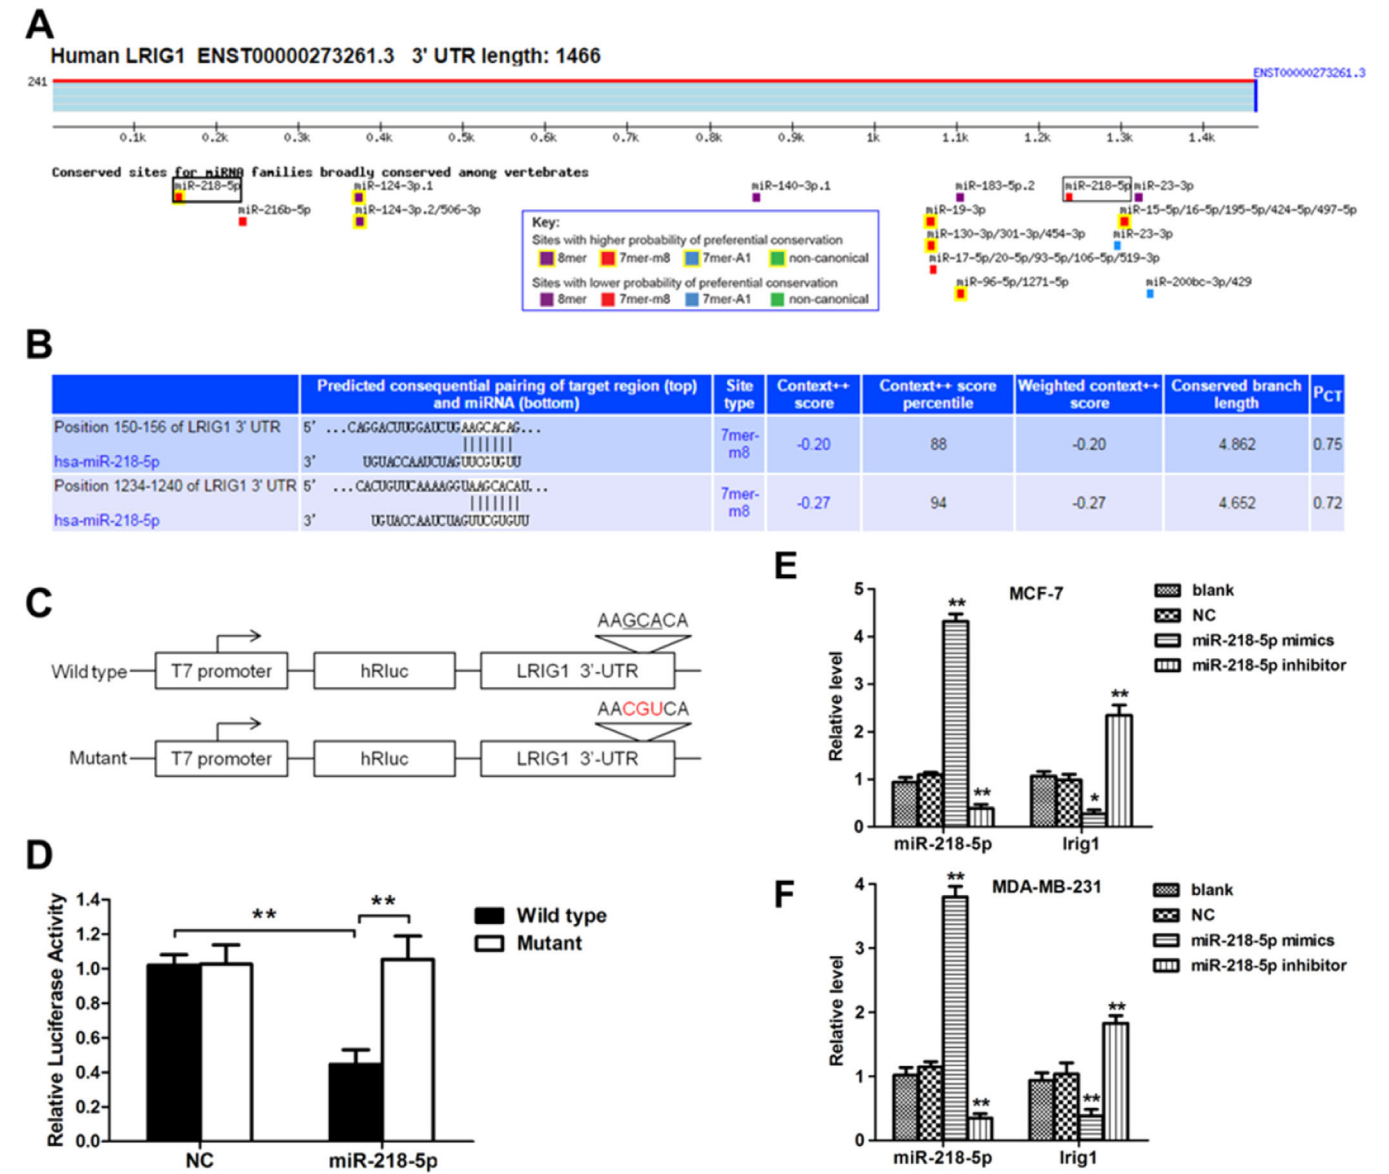 A
Human LRIG1 ENST00000273261.3 3' UTR length: 1466
ENST00000273261.3
241
0.1k 0.2k 0.3k 0.4k 0.5k 0.6k 0.7k 0.8k 0.9k 1k 1.1k 1.2k 1.3k 1.4k
Conserved sites for miRNA families broadly conserved among vertebrates
miR-218-5p miR-124-3p.1 miR-140-3p.1 miR-183-5p.2 miR-218-5p miR-23-3p
miR-216b-5p miR-124-3p.2/506-3p miR-19-3p miR-15-5p/16-5p/195-5p/424-5p/497-5p
miR-130-3p/301-3p/454-3p miR-23-3p
miR-17-5p/20-5p/93-5p/106-5p/519-3p
miR-96-5p/1271-5p miR-200bc-3p/429
Key:
Sites with higher probability of preferential conservation
8mer 7mer-m8 7mer-A1 non-canonical
Sites with lower probability of preferential conservation
8mer 7mer-m8 7mer-A1 non-canonical
B
Predicted consequential pairing of target region (top) and miRNA (bottom)
Site type
Context++ score
Context++ score percentile
Weighted context++ score
Conserved branch length
PCT
Position 150-156 of LRIG1 3' UTR 5' ...CAGGACUUGGAUCUGAAGCACAG...
hsa-miR-218-5p 3' UGUACCAAUCUAGUUCGUGUU
7mer-m8 -0.20 88 -0.20 4.862 0.75
Position 1234-1240 of LRIG1 3' UTR 5' ...CACUGUUCAAAAGGUAAGCACAU...
hsa-miR-218-5p 3' UGUACCAAUCUAGUUCGUGUU
7mer-m8 -0.27 94 -0.27 4.652 0.72
C
AAGCACA
Wild type T7 promoter hRluc LRIG1 3'-UTR
AACGUCA
Mutant T7 promoter hRluc LRIG1 3'-UTR
D
Relative Luciferase Activity
1.4
1.2
1.0
0.8
0.6
0.4
0.2
0.0
** **
NC miR-218-5p
Wild type
Mutant
E
MCF-7
Relative level
5
4
3
2
1
0
** ** * **
miR-218-5p lrig1
blank
NC
miR-218-5p mimics
miR-218-5p inhibitor
F
MDA-MB-231
Relative level
4
3
2
1
0
** ** ** **
miR-218-5p lrig1
blank
NC
miR-218-5p mimics
miR-218-5p inhibitor